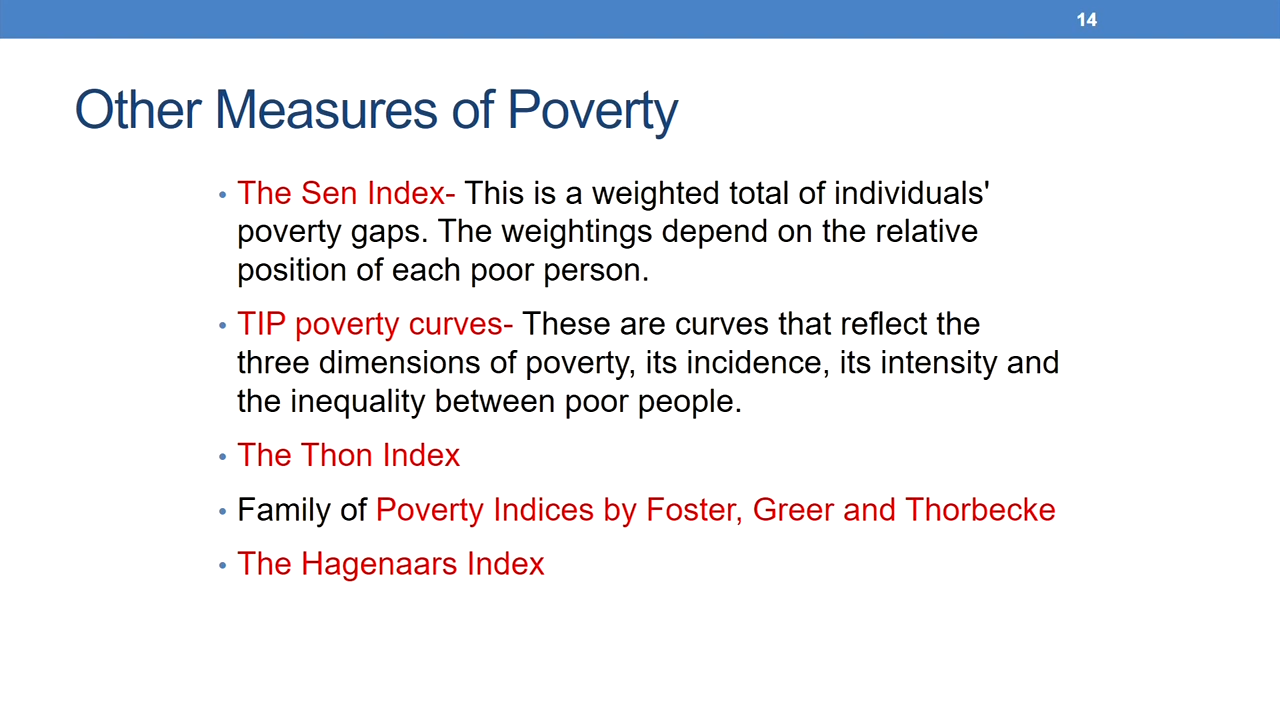 14
Other Measures of Poverty
• The Sen Index- This is a weighted total of individuals'
poverty gaps. The weightings depend on the relative
position of each poor person.
• TIP poverty curves- These are curves that reflect the
three dimensions of poverty, its incidence, its intensity and
the inequality between poor people.
• The Thon Index
• Family of Poverty Indices by Foster, Greer and Thorbecke
• The Hagenaars Index